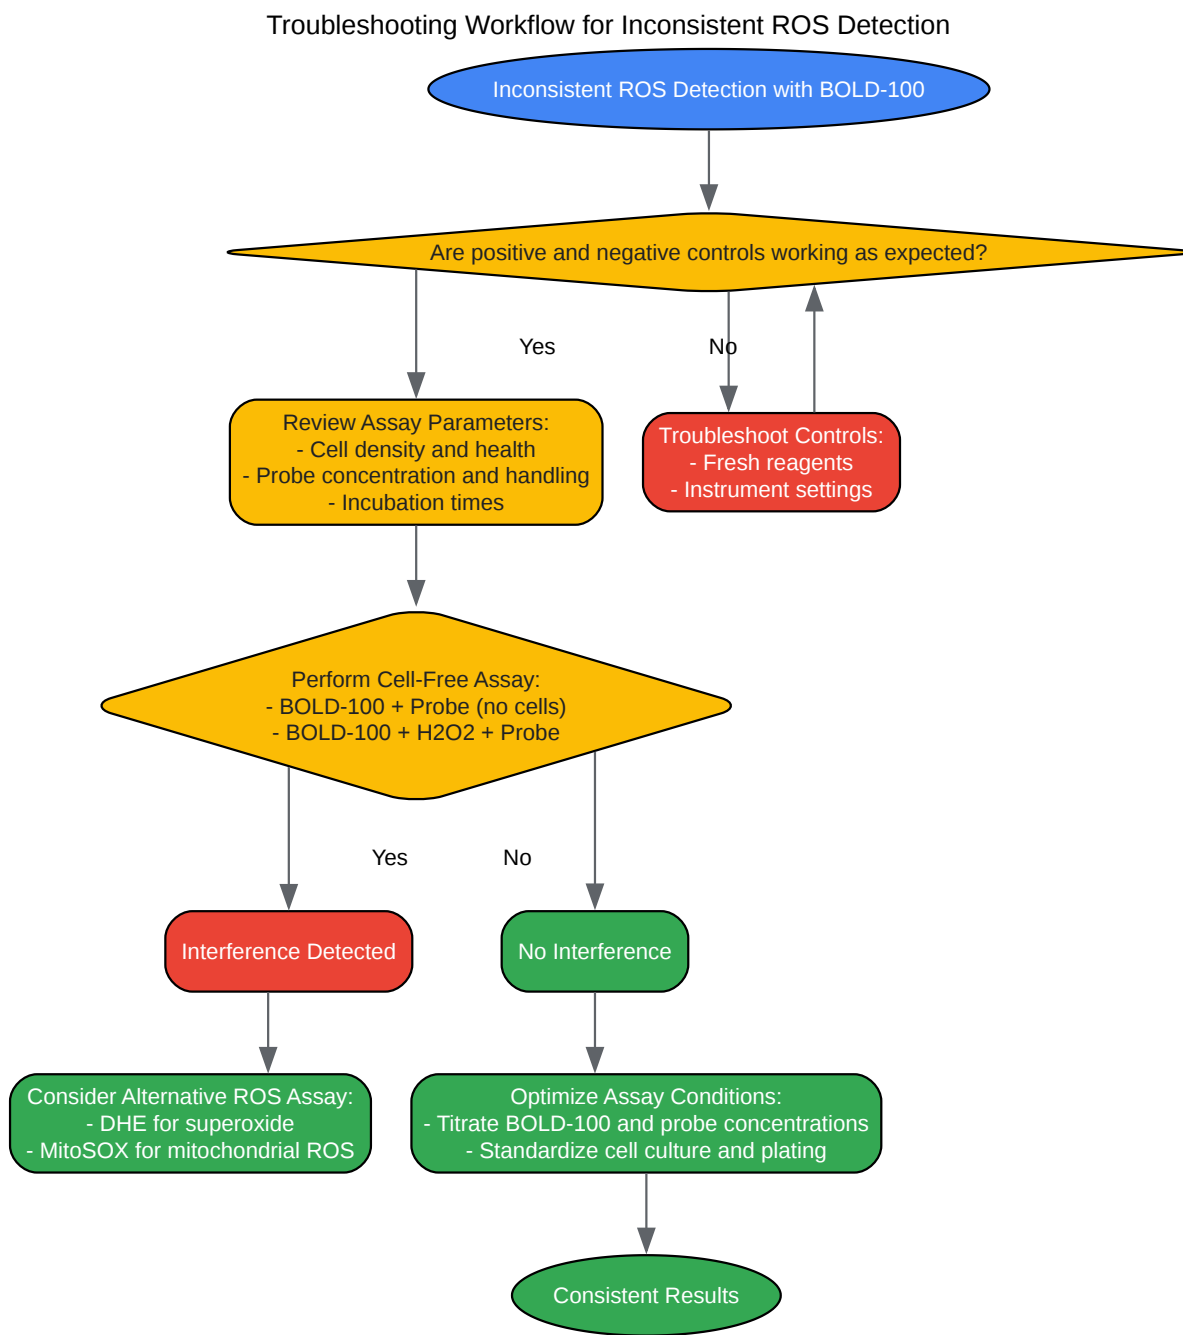 Troubleshooting Workflow for Inconsistent ROS Detection
Inconsistent ROS Detection with BOLD-100
Are positive and negative controls working as expected?
Yes
No
Review Assay Parameters:
- Cell density and health
- Probe concentration and handling
- Incubation times
Troubleshoot Controls:
- Fresh reagents
- Instrument settings
Perform Cell-Free Assay:
- BOLD-100 + Probe (no cells)
- BOLD-100 + H2O2 + Probe
Yes
No
Interference Detected
No Interference
Consider Alternative ROS Assay:
- DHE for superoxide
- MitoSOX for mitochondrial ROS
Optimize Assay Conditions:
- Titrate BOLD-100 and probe concentrations
- Standardize cell culture and plating
Consistent Results